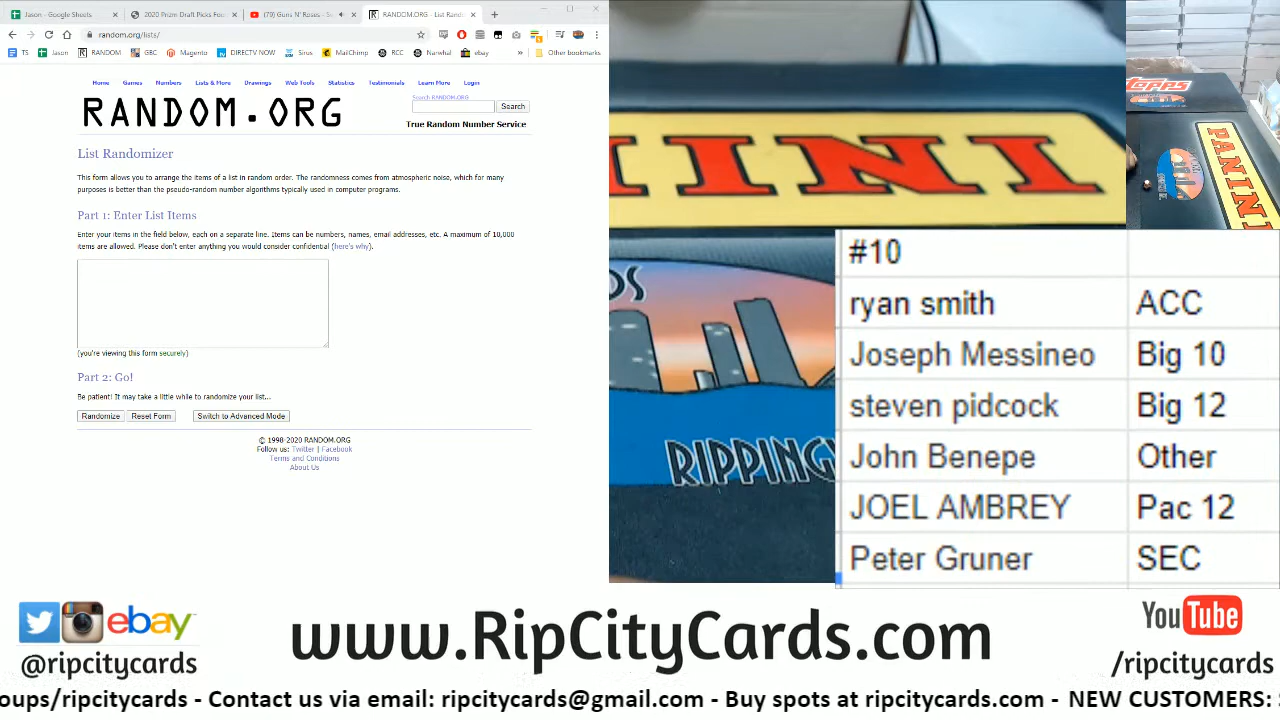 Jason - Google Sheets
2020 Prizm Draft Picks Foo
(79) Guns N' Roses - S
RANDOM.ORG - List Rando
random.org/lists/
TS Jason RANDOM GBC Magento DIRECTV NOW Sirus MailChimp RCC Narwhal ebay » Other bookmarks
Home Games Numbers Lists & More Drawings Web Tools Statistics Testimonials Learn More Login
RANDOM.ORG
Search RANDOM.ORG
Search
True Random Number Service
List Randomizer
This form allows you to arrange the items of a list in random order. The randomness comes from atmospheric noise, which for many
purposes is better than the pseudo-random number algorithms typically used in computer programs.
Part 1: Enter List Items
Enter your items in the field below, each on a separate line. Items can be numbers, names, email addresses, etc. A maximum of 10,000
items are allowed. Please don't enter anything you would consider confidential (here's why).
(you're viewing this form securely)
Part 2: Go!
Be patient! It may take a little while to randomize your list...
Randomize Reset Form Switch to Advanced Mode
© 1998-2020 RANDOM.ORG
Follow us: Twitter | Facebook
Terms and Conditions
About Us
INI
RIPPING
Topps
PANINI
#10
ryan smith ACC
Joseph Messineo Big 10
steven pidcock Big 12
John Benepe Other
JOEL AMBREY Pac 12
Peter Gruner SEC
ebay
@ripcitycards
www.RipCityCards.com
YouTube
/ripcitycards
oups/ripcitycards - Contact us via email: ripcitycards@gmail.com - Buy spots at ripcitycards.com - NEW CUSTOMERS: